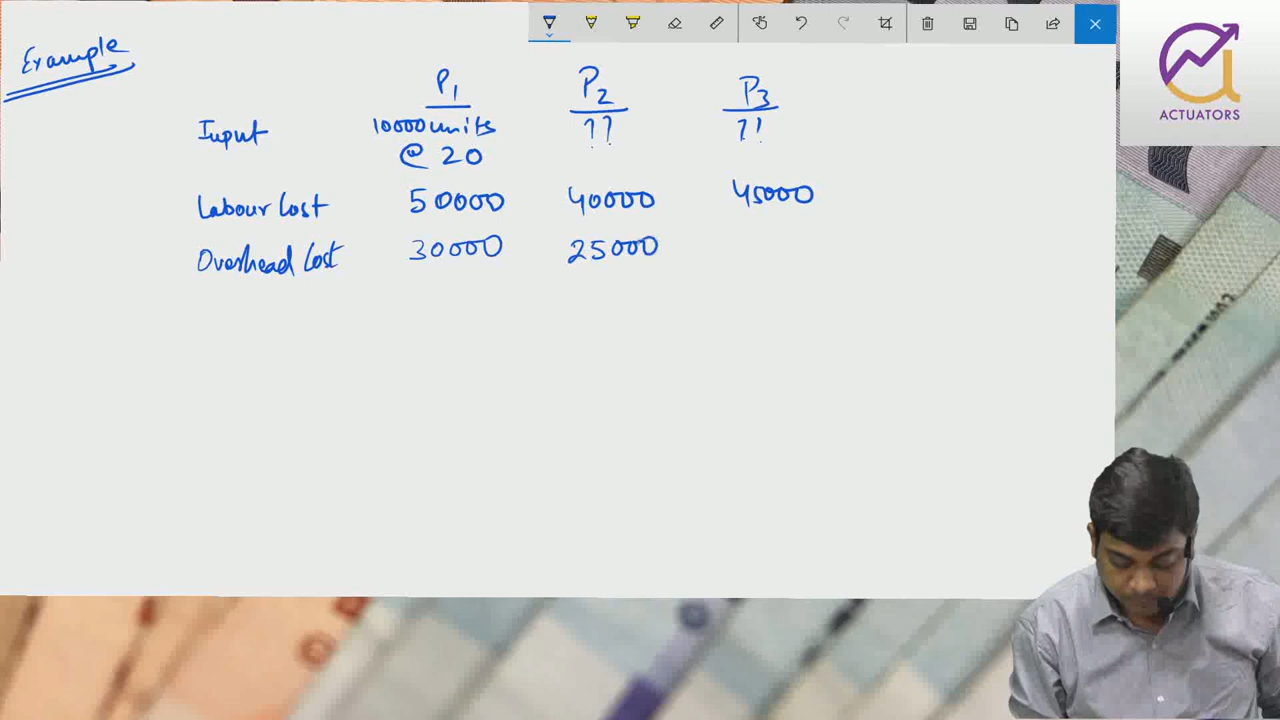 Example
P1 P2 P3
Input 10000 units ?? ?!
@ 20
Labour Cost 50000 40000 45000
Overhead Cost 30000 25000
ACTUATORS